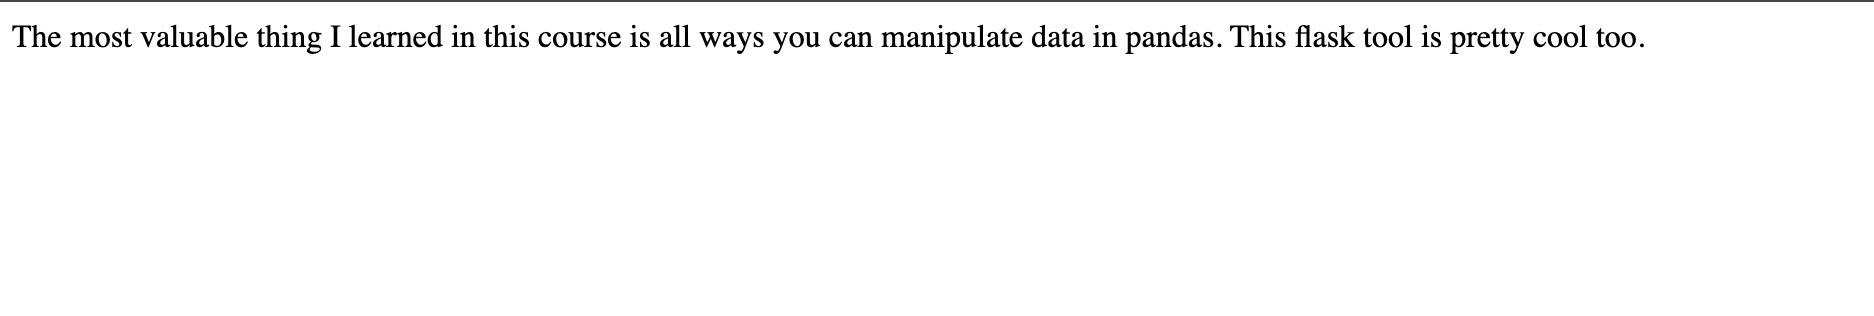 The most valuable thing I learned in this course is all ways you can manipulate data in pandas. This flask tool is pretty cool too.